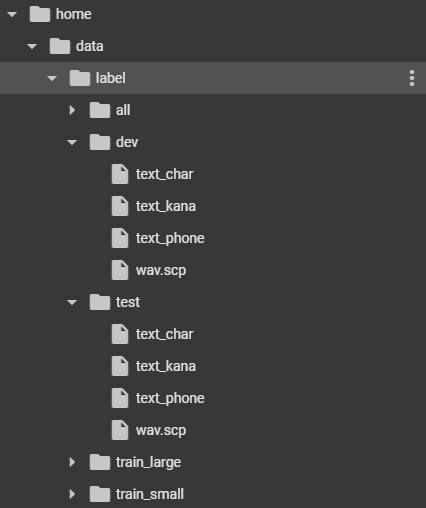 home
data
label
all
dev
text_char
text_kana
text_phone
wav.scp
test
text_char
text_kana
text_phone
wav.scp
train_large
train_small